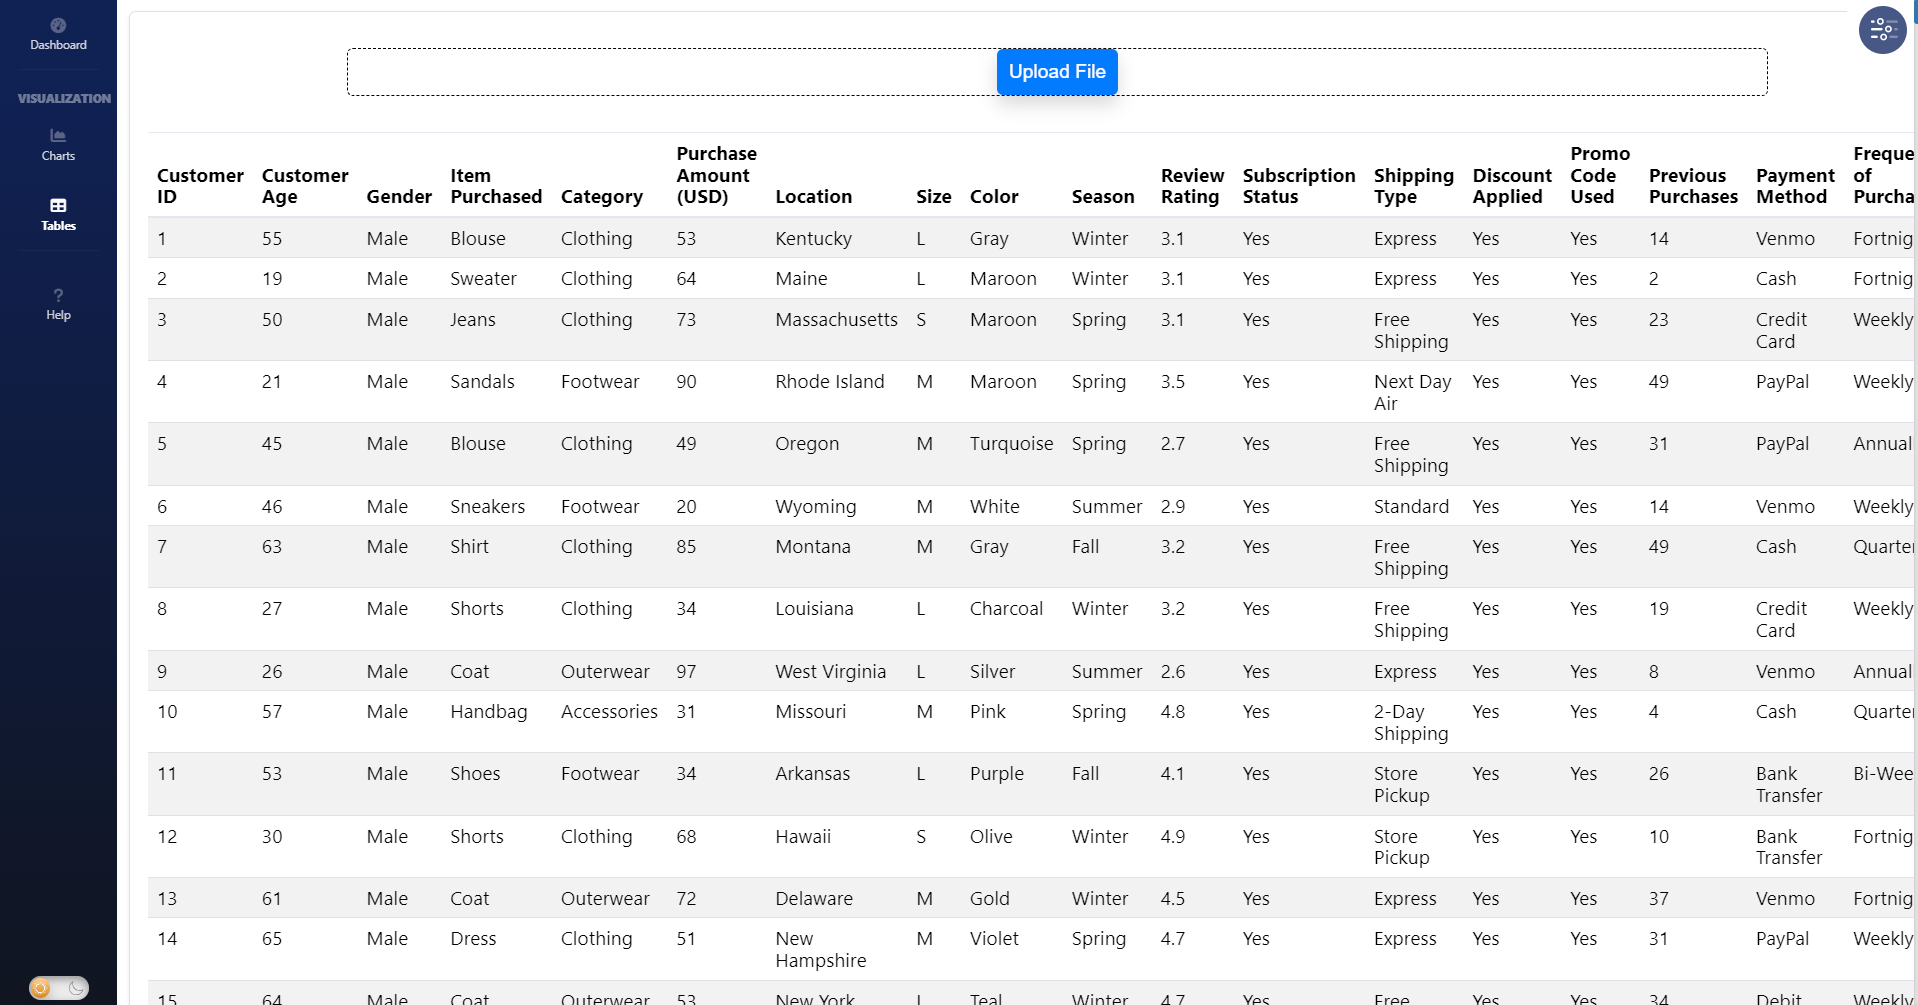 Dashboard
VISUALIZATION
Charts
Tables
Help
Upload File
Customer ID Customer Age Gender Item Purchased Category Purchase Amount (USD) Location Size Color Season Review Rating Subscription Status Shipping Type Discount Applied Promo Code Used Previous Purchases Payment Method Freque of Purcha
1 55 Male Blouse Clothing 53 Kentucky L Gray Winter 3.1 Yes Express Yes Yes 14 Venmo Fortnig
2 19 Male Sweater Clothing 64 Maine L Maroon Winter 3.1 Yes Express Yes Yes 2 Cash Fortnig
3 50 Male Jeans Clothing 73 Massachusetts S Maroon Spring 3.1 Yes Free Shipping Yes Yes 23 Credit Card Weekly
4 21 Male Sandals Footwear 90 Rhode Island M Maroon Spring 3.5 Yes Next Day Air Yes Yes 49 PayPal Weekly
5 45 Male Blouse Clothing 49 Oregon M Turquoise Spring 2.7 Yes Free Shipping Yes Yes 31 PayPal Annual
6 46 Male Sneakers Footwear 20 Wyoming M White Summer 2.9 Yes Standard Yes Yes 14 Venmo Weekly
7 63 Male Shirt Clothing 85 Montana M Gray Fall 3.2 Yes Free Shipping Yes Yes 49 Cash Quarter
8 27 Male Shorts Clothing 34 Louisiana L Charcoal Winter 3.2 Yes Free Shipping Yes Yes 19 Credit Card Weekly
9 26 Male Coat Outerwear 97 West Virginia L Silver Summer 2.6 Yes Express Yes Yes 8 Venmo Annual
10 57 Male Handbag Accessories 31 Missouri M Pink Spring 4.8 Yes 2-Day Shipping Yes Yes 4 Cash Quarter
11 53 Male Shoes Footwear 34 Arkansas L Purple Fall 4.1 Yes Store Pickup Yes Yes 26 Bank Transfer Bi-Wee
12 30 Male Shorts Clothing 68 Hawaii S Olive Winter 4.9 Yes Store Pickup Yes Yes 10 Bank Transfer Fortnig
13 61 Male Coat Outerwear 72 Delaware M Gold Winter 4.5 Yes Express Yes Yes 37 Venmo Fortnig
14 65 Male Dress Clothing 51 New Hampshire M Violet Spring 4.7 Yes Express Yes Yes 31 PayPal Weekly
15 64 Male Coat Outerwear 53 New York L Teal Winter 4.7 Yes Free Yes Yes 34 Debit Weekly